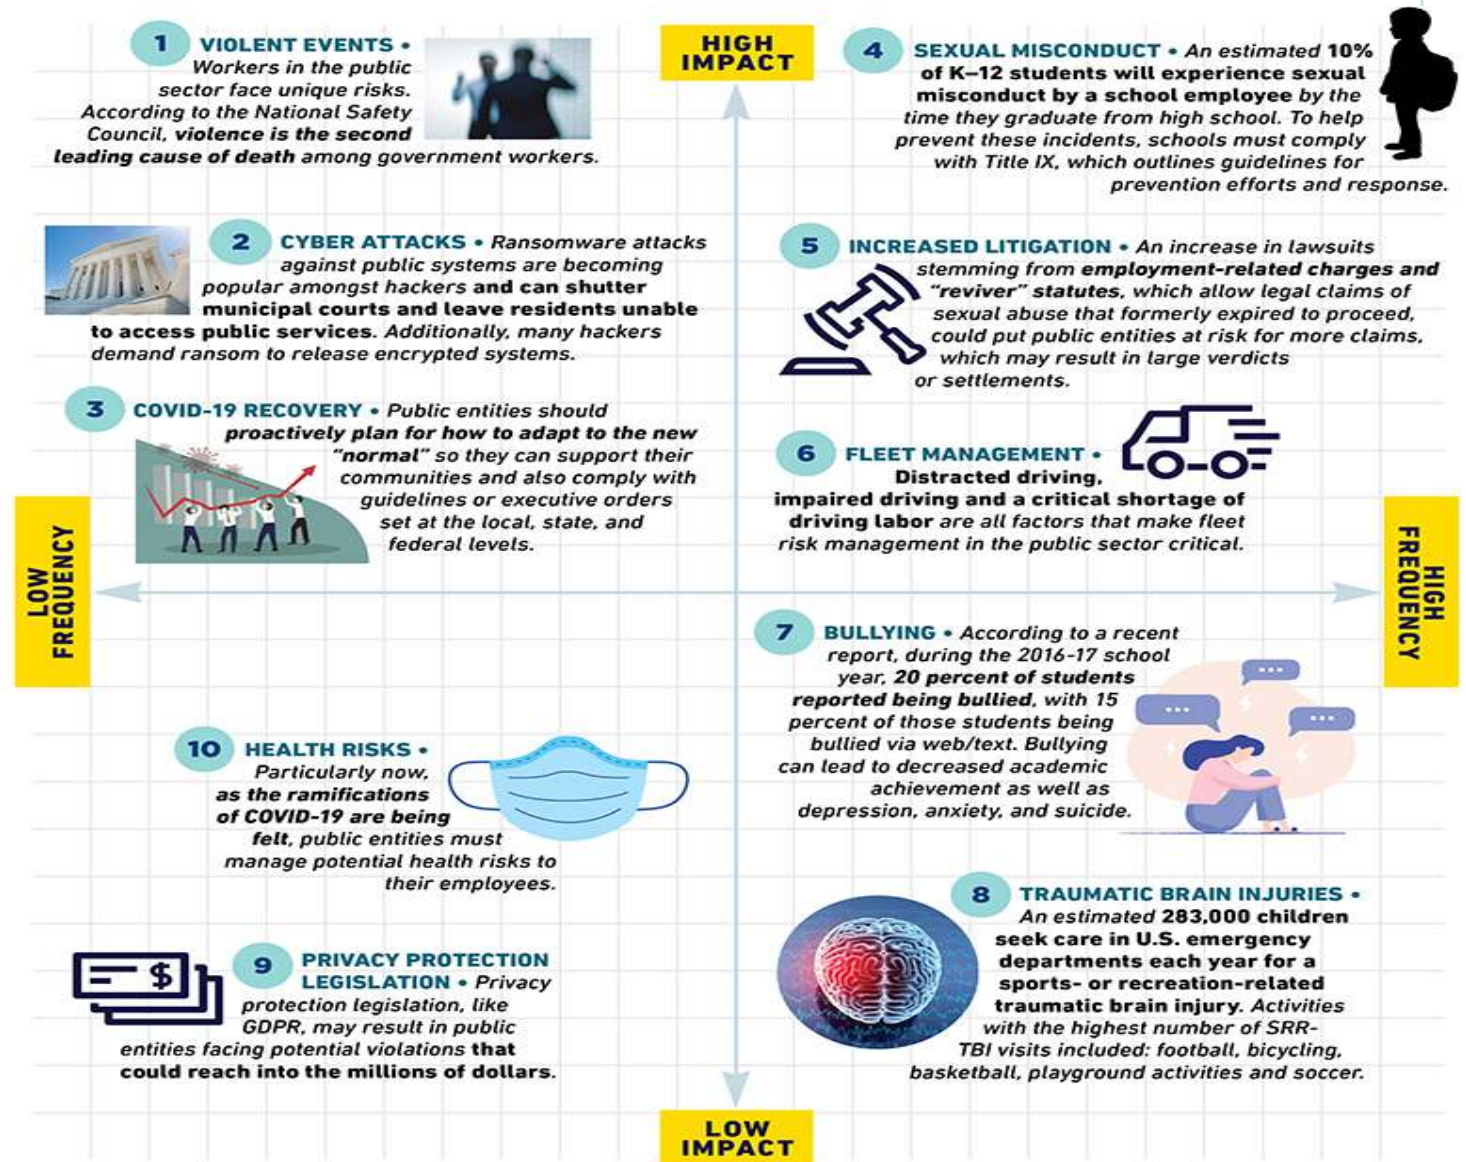 HIGH
IMPACT
1
VIOLENT EVENTS •
Workers in the public
sector face unique risks.
According to the National Safety
Council, violence is the second
leading cause of death among government workers.
2
CYBER ATTACKS • Ransomware attacks
against public systems are becoming
popular amongst hackers and can shutter
municipal courts and leave residents unable
to access public services. Additionally, many hackers
demand ransom to release encrypted systems.
3
COVID-19 RECOVERY • Public entities should
proactively plan for how to adapt to the new
“normal” so they can support their
communities and also comply with
guidelines or executive orders
set at the local, state, and
federal levels.
4
SEXUAL MISCONDUCT • An estimated 10%
of K–12 students will experience sexual
misconduct by a school employee by the
time they graduate from high school. To help
prevent these incidents, schools must comply
with Title IX, which outlines guidelines for
prevention efforts and response.
5
INCREASED LITIGATION • An increase in lawsuits
stemming from employment-related charges and
“reviver” statutes, which allow legal claims of
sexual abuse that formerly expired to proceed,
could put public entities at risk for more claims,
which may result in large verdicts
or settlements.
6
FLEET MANAGEMENT •
Distracted driving,
impaired driving and a critical shortage of
driving labor are all factors that make fleet
risk management in the public sector critical.
LOW
FREQUENCY
HIGH
FREQUENCY
7
BULLYING • According to a recent
report, during the 2016-17 school
year, 20 percent of students
reported being bullied, with 15
percent of those students being
bullied via web/text. Bullying
can lead to decreased academic
achievement as well as
depression, anxiety, and suicide.
8
TRAUMATIC BRAIN INJURIES •
An estimated 283,000 children
seek care in U.S. emergency
departments each year for a
sports- or recreation-related
traumatic brain injury. Activities
with the highest number of SRR-
TBI visits included: football, bicycling,
basketball, playground activities and soccer.
10
HEALTH RISKS •
Particularly now,
as the ramifications
of COVID-19 are being
felt, public entities must
manage potential health risks to
their employees.
$
9
PRIVACY PROTECTION
LEGISLATION • Privacy
protection legislation, like
GDPR, may result in public
entities facing potential violations that
could reach into the millions of dollars.
LOW
IMPACT